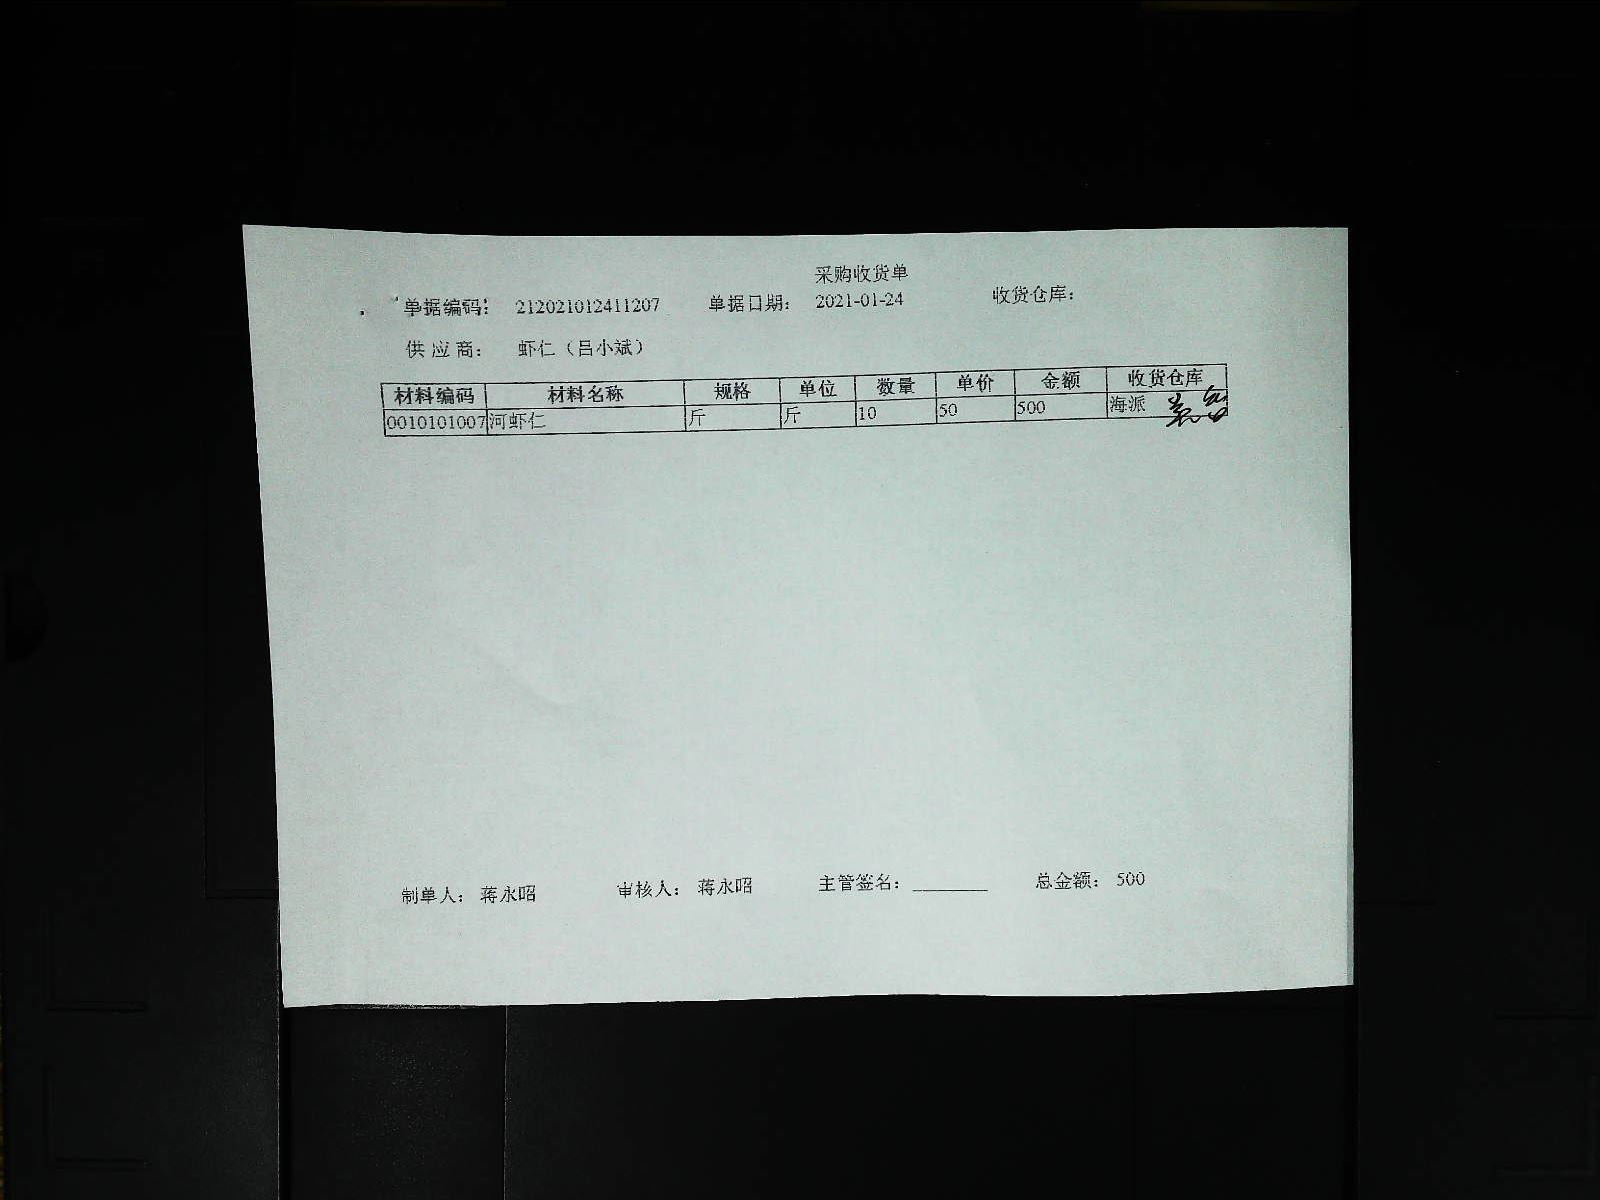 采购收货单
单据编码： 212021012411207 单据日期： 2021-01-24 收货仓库：
供 应 商： 虾仁（吕小斌）
材料编码 材料名称 规格 单位 数量 单价 金额 收货仓库
0010101007 河虾仁 斤 斤 10 50 500 海派
制单人： 蒋永昭 审核人： 蒋永昭 主管签名：________ 总金额： 500